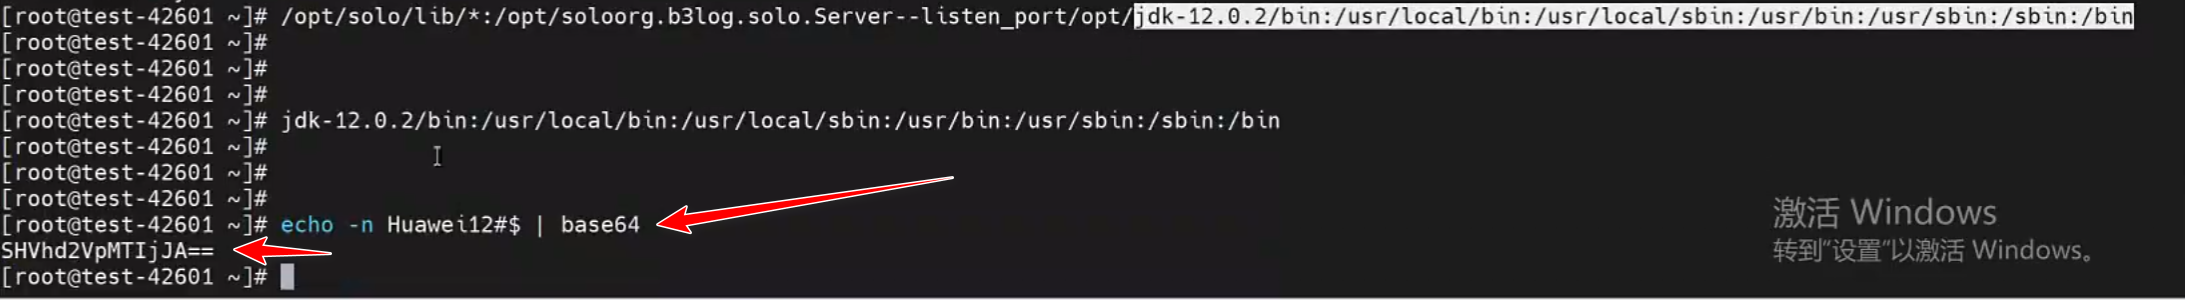 [root@test-42601 ~]# /opt/solo/lib/*:/opt/soloorg.b3log.solo.Server--listen_port/opt/jdk-12.0.2/bin:/usr/local/bin:/usr/local/sbin:/usr/bin:/usr/sbin:/sbin:/bin
[root@test-42601 ~]#
[root@test-42601 ~]#
[root@test-42601 ~]#
[root@test-42601 ~]# jdk-12.0.2/bin:/usr/local/bin:/usr/local/sbin:/usr/bin:/usr/sbin:/sbin:/bin
[root@test-42601 ~]#
[root@test-42601 ~]#
[root@test-42601 ~]#
[root@test-42601 ~]# echo -n Huawei12#$ | base64
SHVhd2VpMTIjJA==
[root@test-42601 ~]#
激活 Windows
转到“设置”以激活 Windows。